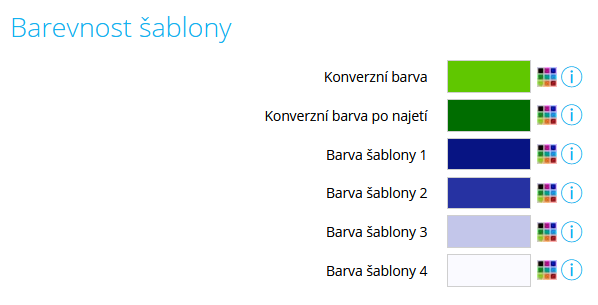 Barevnost šablony
Konverzní barva
Konverzní barva po najetí
Barva šablony 1
Barva šablony 2
Barva šablony 3
Barva šablony 4